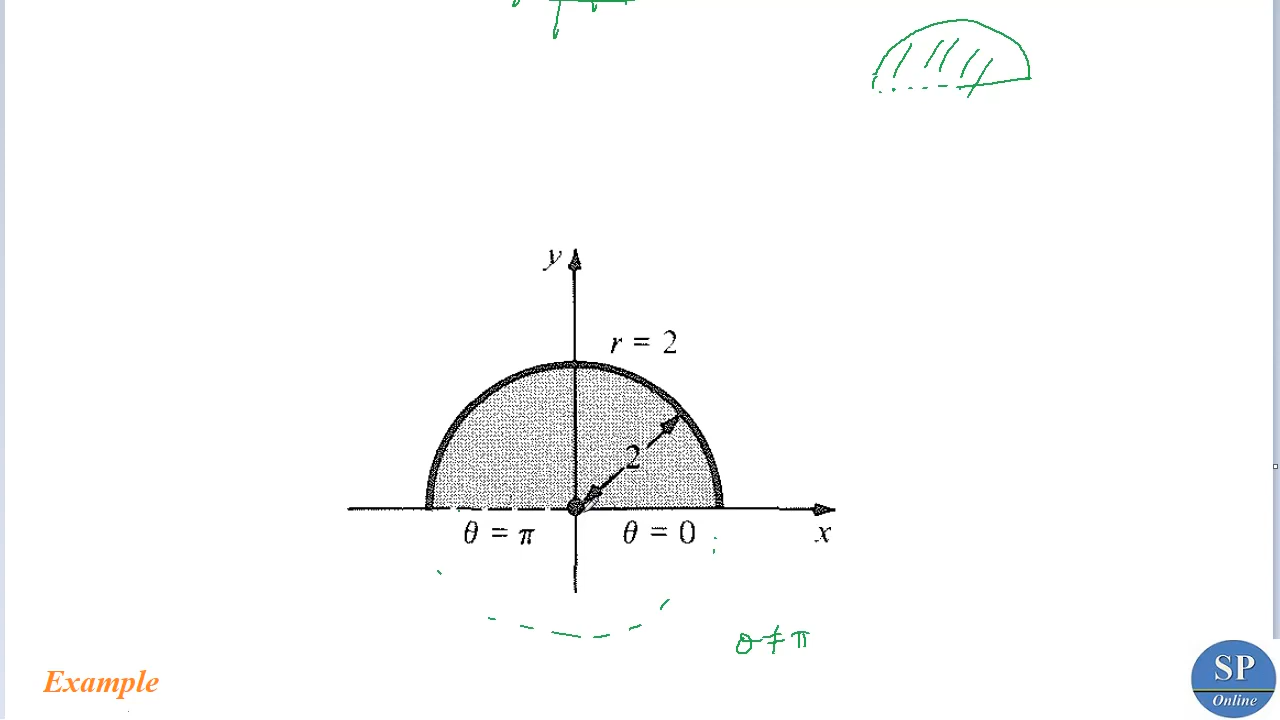 y
r = 2
2
θ = π
θ = 0
x
θ ≠ π
Example
SP
Online